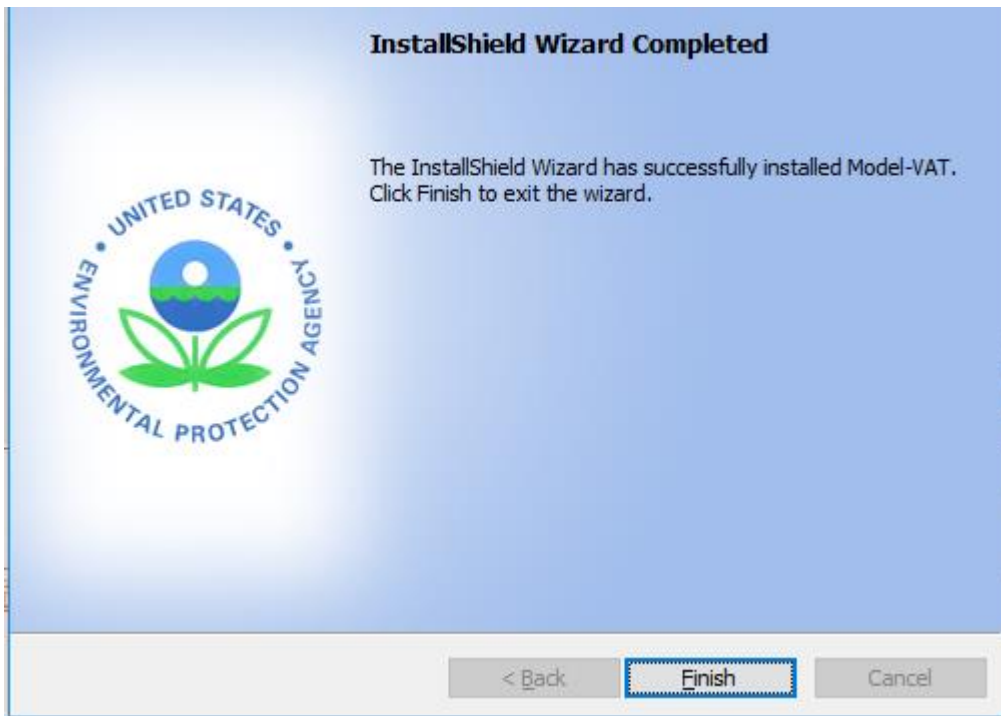 InstallShield Wizard Completed
The InstallShield Wizard has successfully installed Model-VAT.
Click Finish to exit the wizard.
UNITED STATES • ENVIRONMENTAL PROTECTION AGENCY •
< Back
Finish
Cancel